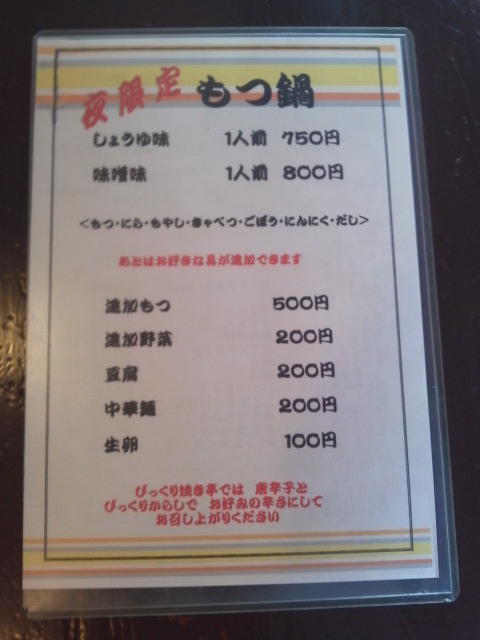 夜限定 もつ鍋
しょうゆ味 1人前 750円
味噌味 1人前 800円
<もつ・にら・もやし・きゃべつ・ごぼう・にんにく・だし>
あとはお好きな具が追加できます
追加もつ 500円
追加野菜 200円
豆腐 200円
中華麺 200円
生卵 100円
びっくり焼き亭では 唐辛子と
びっくりからしで お好みの辛さにして
お召し上がりください